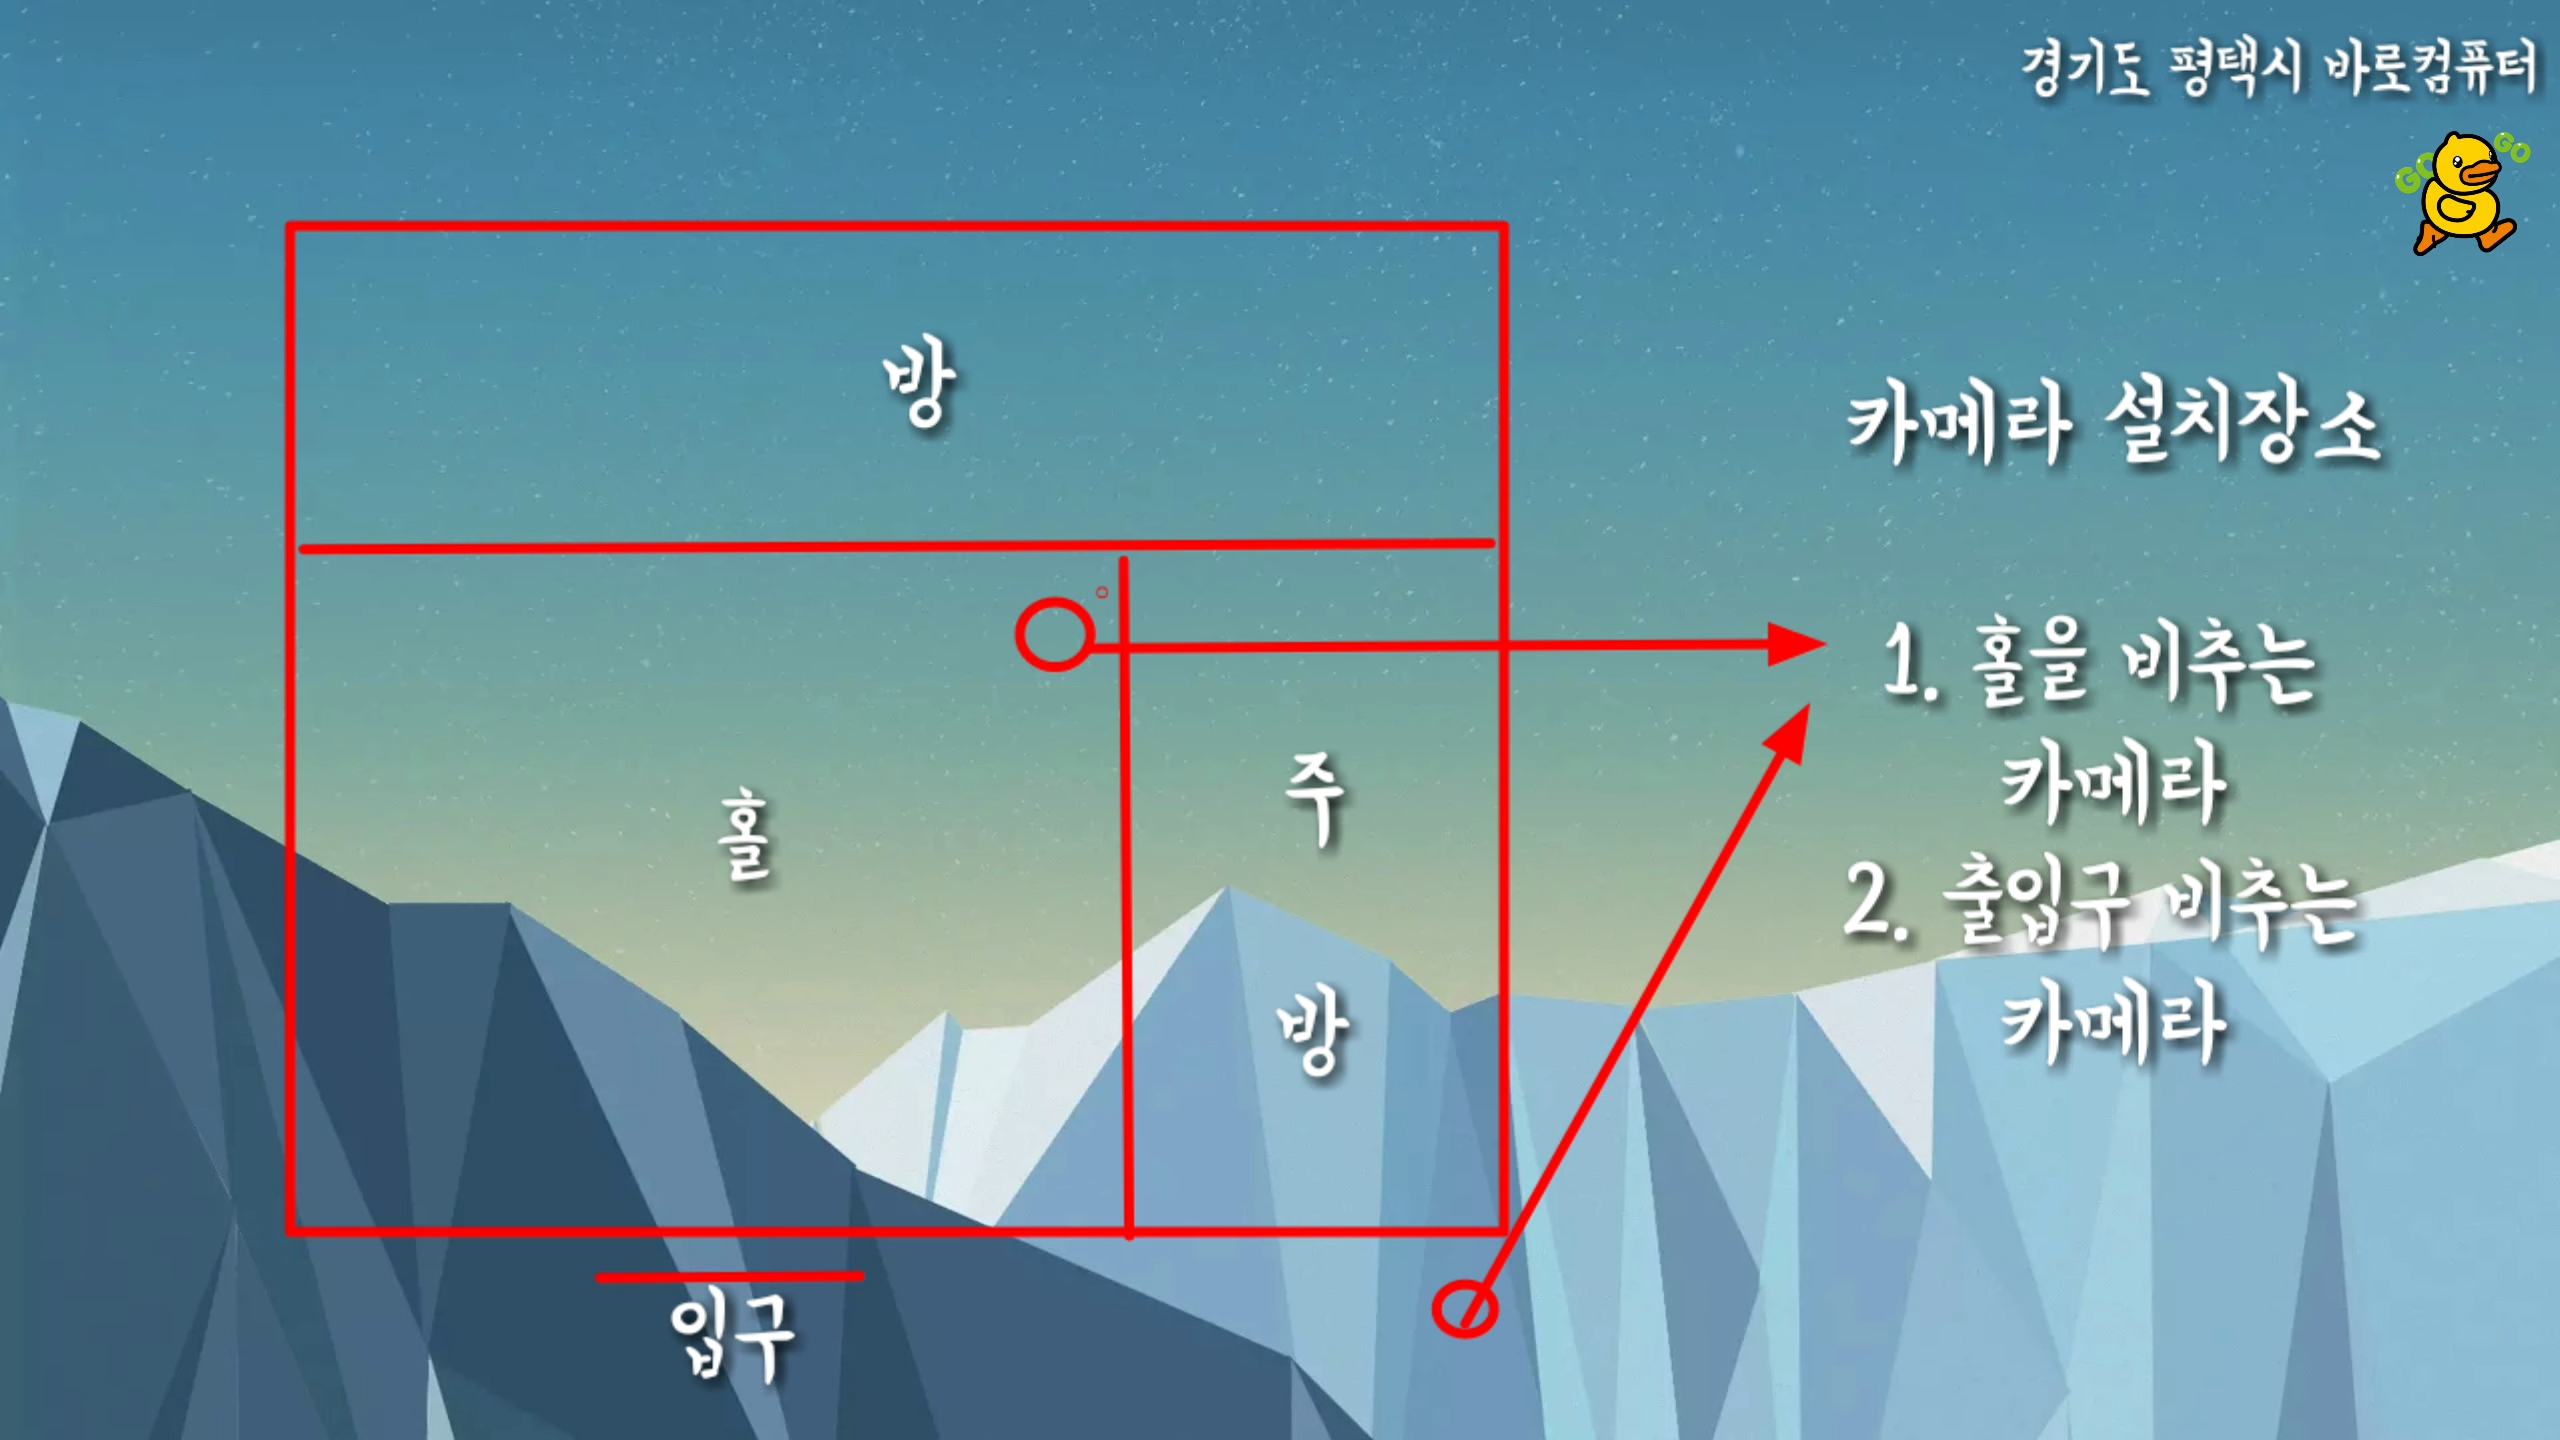 경기도 평택시 바로컴퓨터
GO GO
방
카메라 설치장소
홀
주
방
1. 홀을 비추는
카메라
2. 출입구 비추는
카메라
입구